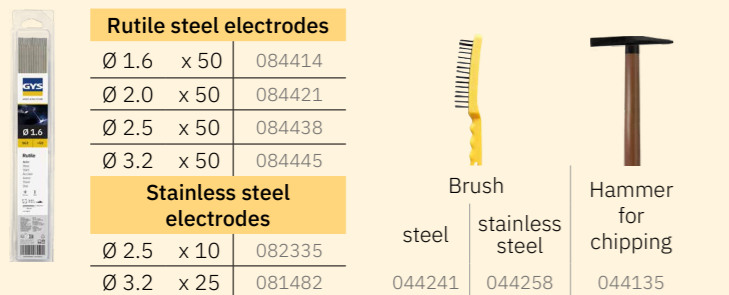 GYS
Ø 1.6
Rutile
Rutile steel electrodes
Ø 1.6 x 50 084414
Ø 2.0 x 50 084421
Ø 2.5 x 50 084438
Ø 3.2 x 50 084445
Stainless steel
electrodes
Ø 2.5 x 10 082335
Ø 3.2 x 25 081482
Brush
steel
stainless
steel
044241 044258
Hammer
for
chipping
044135